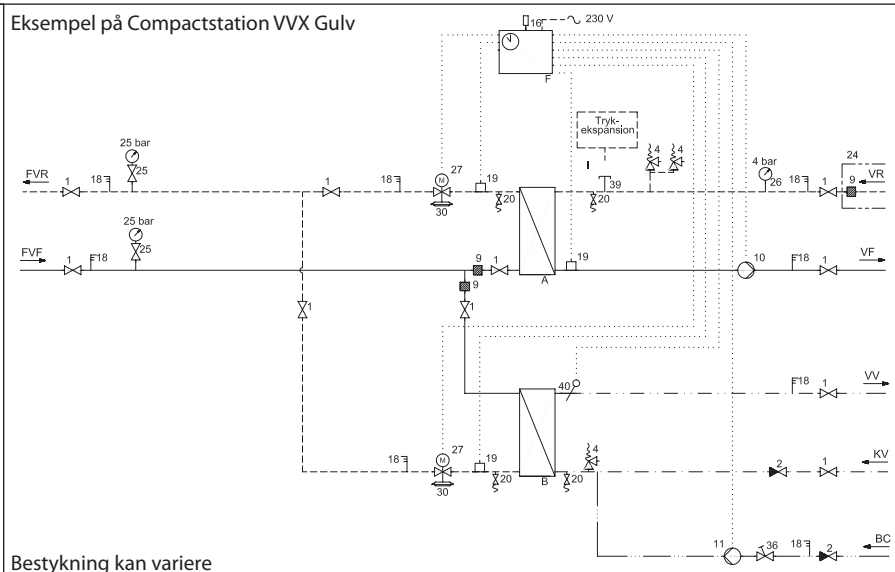 Eksempel på Compactstation VVX Gulv
16 230 V
F
Tryk-
ekspánsion
25 bar
4 bar
FVR 1 18 25 1 18 27 M 30 19 20 I 39 20 4 4 26 18 1 24 9 VR
25 bar
FVF 1 18 25 9 1 A 19 10 18 1 VF
9
1 1
40 18 1 VV
18 27 M 30 19 20 B 20 4 2 1 KV
11 36 18 2 BC
Bestykning kan variere